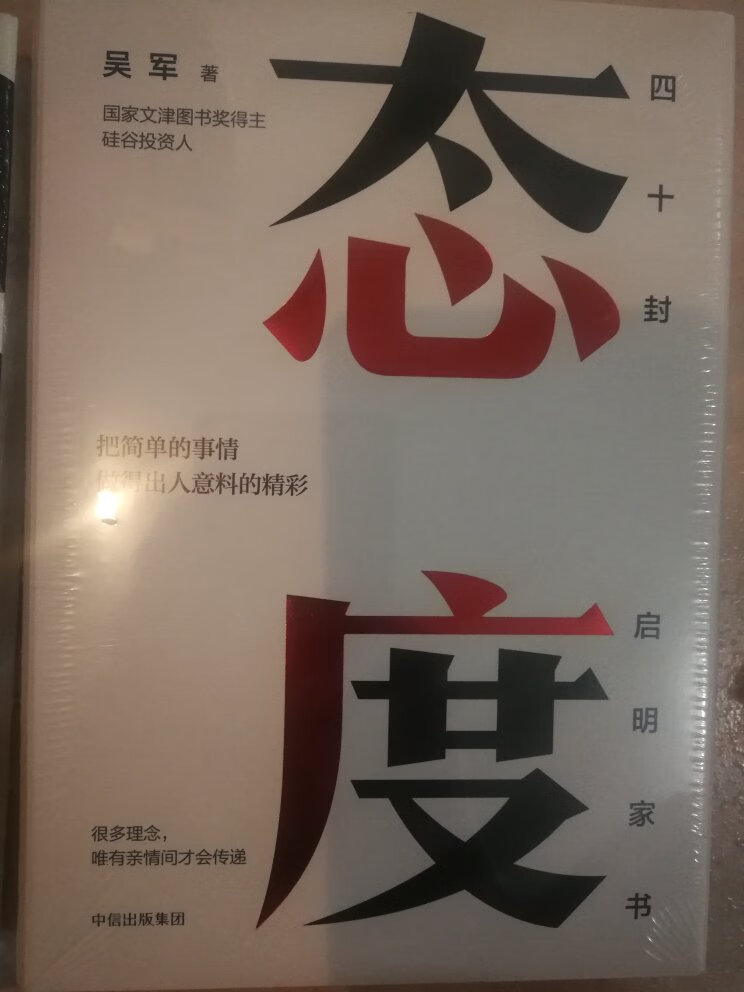 吴军 著
国家文津图书奖得主
硅谷投资人
态度
四十封
启明家书
把简单的事情
做得出人意料的精彩
很多理念，
唯有亲情间才会传递
中信出版集团